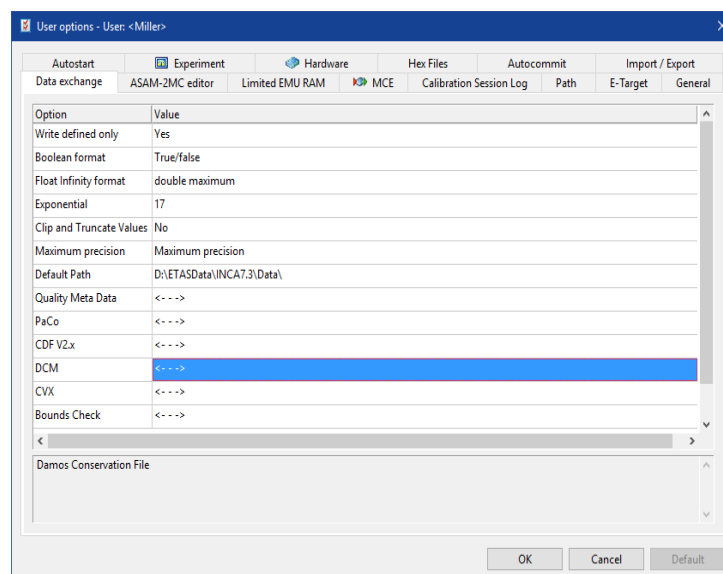 User options - User: <Miller>
Autostart Experiment Hardware Hex Files Autocommit Import / Export
Data exchange ASAM-2MC editor Limited EMU RAM MCE Calibration Session Log Path E-Target General
Option Value
Write defined only Yes
Boolean format True/false
Float Infinity format double maximum
Exponential 17
Clip and Truncate Values No
Maximum precision Maximum precision
Default Path D:\ETASData\INCA7.3\Data\
Quality Meta Data <- - ->
PaCo <- - ->
CDF V2.x <- - ->
DCM <- - ->
CVX <- - ->
Bounds Check <- - ->
Damos Conservation File
OK Cancel Default